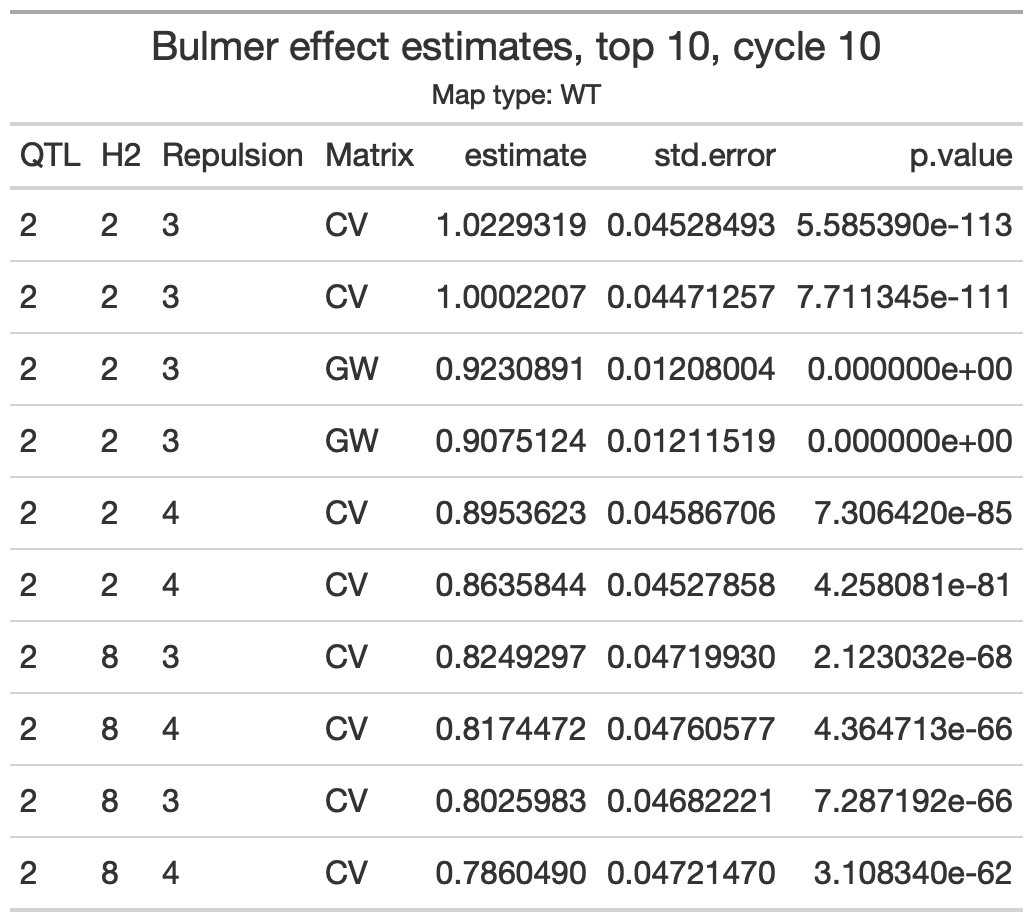 Bulmer effect estimates, top 10, cycle 10
Map type: WT
QTL H2 Repulsion Matrix estimate std.error p.value
2 2 3 CV 1.0229319 0.04528493 5.585390e-113
2 2 3 CV 1.0002207 0.04471257 7.711345e-111
2 2 3 GW 0.9230891 0.01208004 0.000000e+00
2 2 3 GW 0.9075124 0.01211519 0.000000e+00
2 2 4 CV 0.8953623 0.04586706 7.306420e-85
2 2 4 CV 0.8635844 0.04527858 4.258081e-81
2 8 3 CV 0.8249297 0.04719930 2.123032e-68
2 8 4 CV 0.8174472 0.04760577 4.364713e-66
2 8 3 CV 0.8025983 0.04682221 7.287192e-66
2 8 4 CV 0.7860490 0.04721470 3.108340e-62